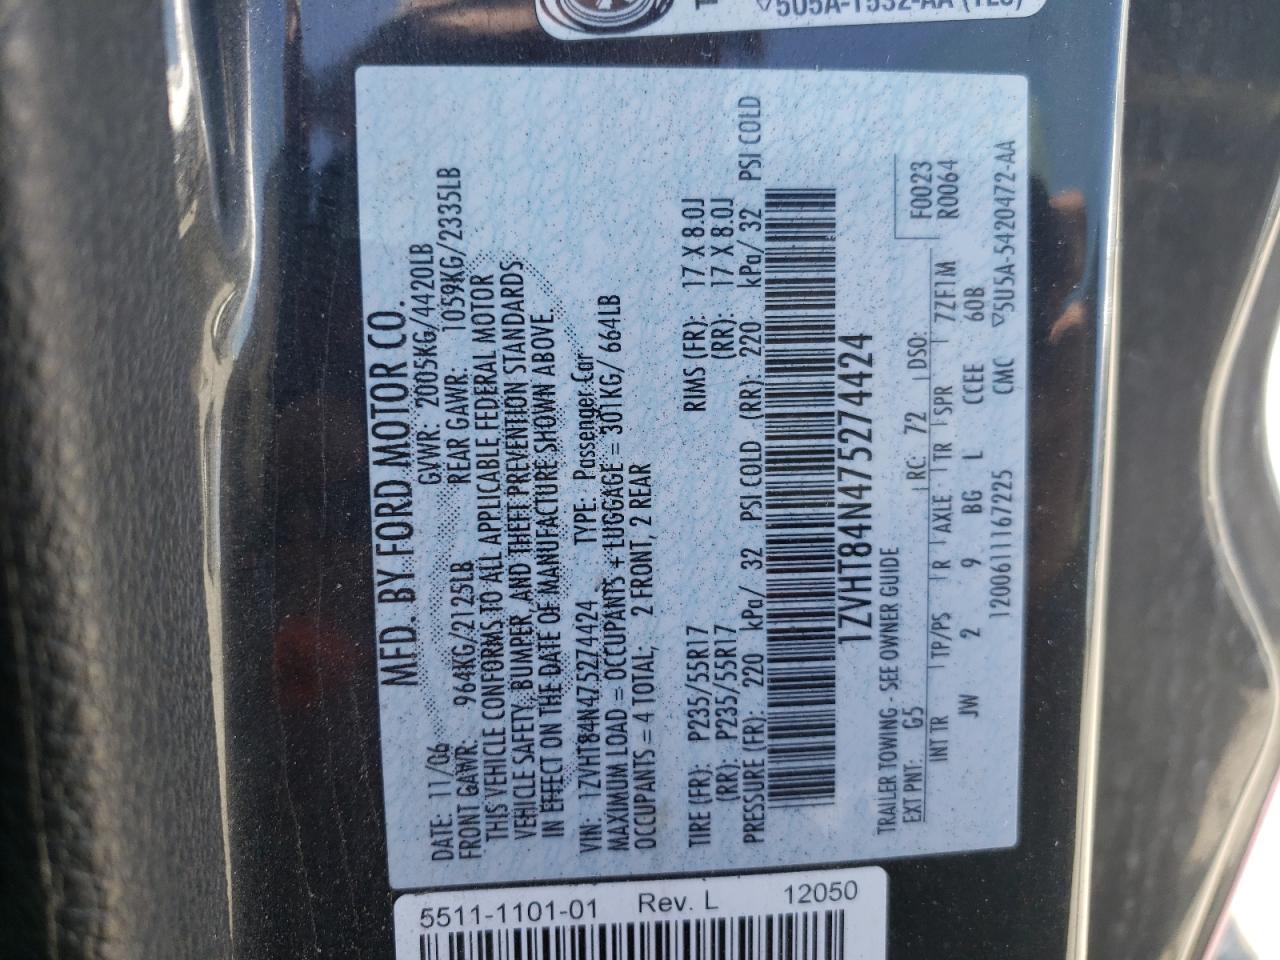 5U5A-1532-AA (TES)
MFD. BY FORD MOTOR CO.
DATE: 11/06 GVWR: 2005KG/4420LB
FRONT GAWR: 964KG/2125LB REAR GAWR: 1059KG/2335LB
THIS VEHICLE CONFORMS TO ALL APPLICABLE FEDERAL MOTOR
VEHICLE SAFETY, BUMPER, AND THEFT PREVENTION STANDARDS
IN EFFECT ON THE DATE OF MANUFACTURE SHOWN ABOVE.
VIN: 1ZVHT84N475274424 TYPE: Passenger Car
MAXIMUM LOAD = OCCUPANTS + LUGGAGE = 301KG/ 664LB
OCCUPANTS = 4 TOTAL; 2 FRONT, 2 REAR
TIRE (FR): P235/55R17 RIMS (FR): 17 X 8.0J
(RR): P235/55R17 (RR): 17 X 8.0J
PRESSURE (FR): 220 kPa/ 32 PSI COLD (RR): 220 kPa/ 32 PSI COLD
1ZVHT84N475274424
TRAILER TOWING - SEE OWNER GUIDE F0023
EXT PNT: G5 RC: 72 DSO: R0064
INT TR TP/PS R AXLE TR SPR 7ZF1M
JW 2 9 BG L CCEE 60B
12006111167225 CMC ▽5U5A-5420472-AA
5511-1101-01 Rev. L 12050